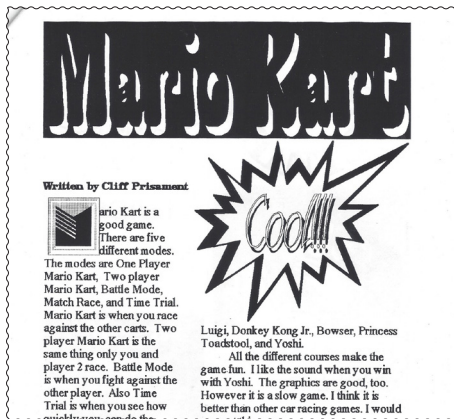 Mario Kart
Written by Cliff Prisament
Mario Kart is a
good game.
There are five
different modes.
The modes are One Player
Mario Kart, Two player
Mario Kart, Battle Mode,
Match Race, and Time Trial.
Mario Kart is when you race
against the other carts. Two
player Mario Kart is the
same thing only you and
player 2 race. Battle Mode
is when you fight against the
other player. Also Time
Trial is when you see how
quickly you can do the
Cool!!!!
Luigi, Donkey Kong Jr., Bowser, Princess
Toadstool, and Yoshi.
All the different courses make the
game fun. I like the sound when you win
with Yoshi. The graphics are good, too.
However it is a slow game. I think it is
better than other car racing games. I would